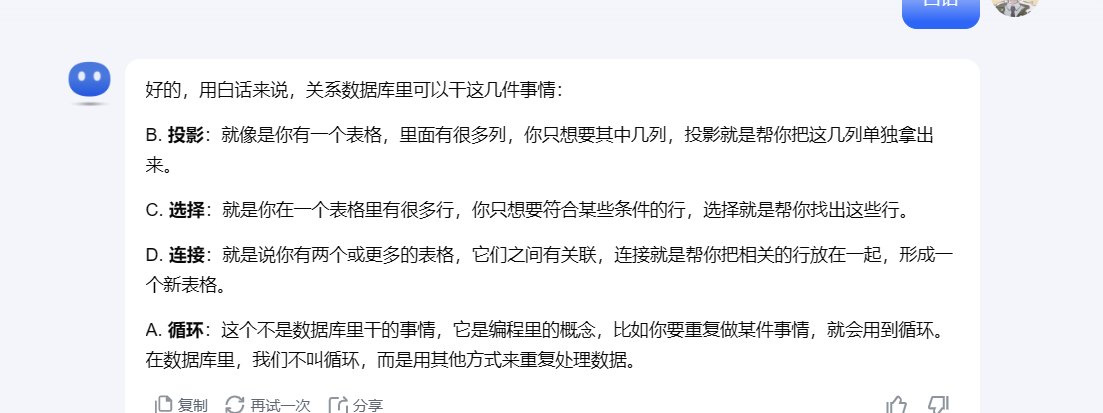 白话
好的，用白话来说，关系数据库里可以干这几件事情：
B. 投影：就像是你有一个表格，里面有很多列，你只想要其中几列，投影就是帮你把这几列单独拿出
来。
C. 选择：就是你在一个表格里有很多行，你只想要符合某些条件的行，选择就是帮你找出这些行。
D. 连接：就是说你有两个或更多的表格，它们之间有关联，连接就是帮你把相关的行放在一起，形成一
个新表格。
A. 循环：这个不是数据库里干的事情，它是编程里的概念，比如你要重复做某件事情，就会用到循环。
在数据库里，我们不叫循环，而是用其他方式来重复处理数据。
复制 再试一次 分享